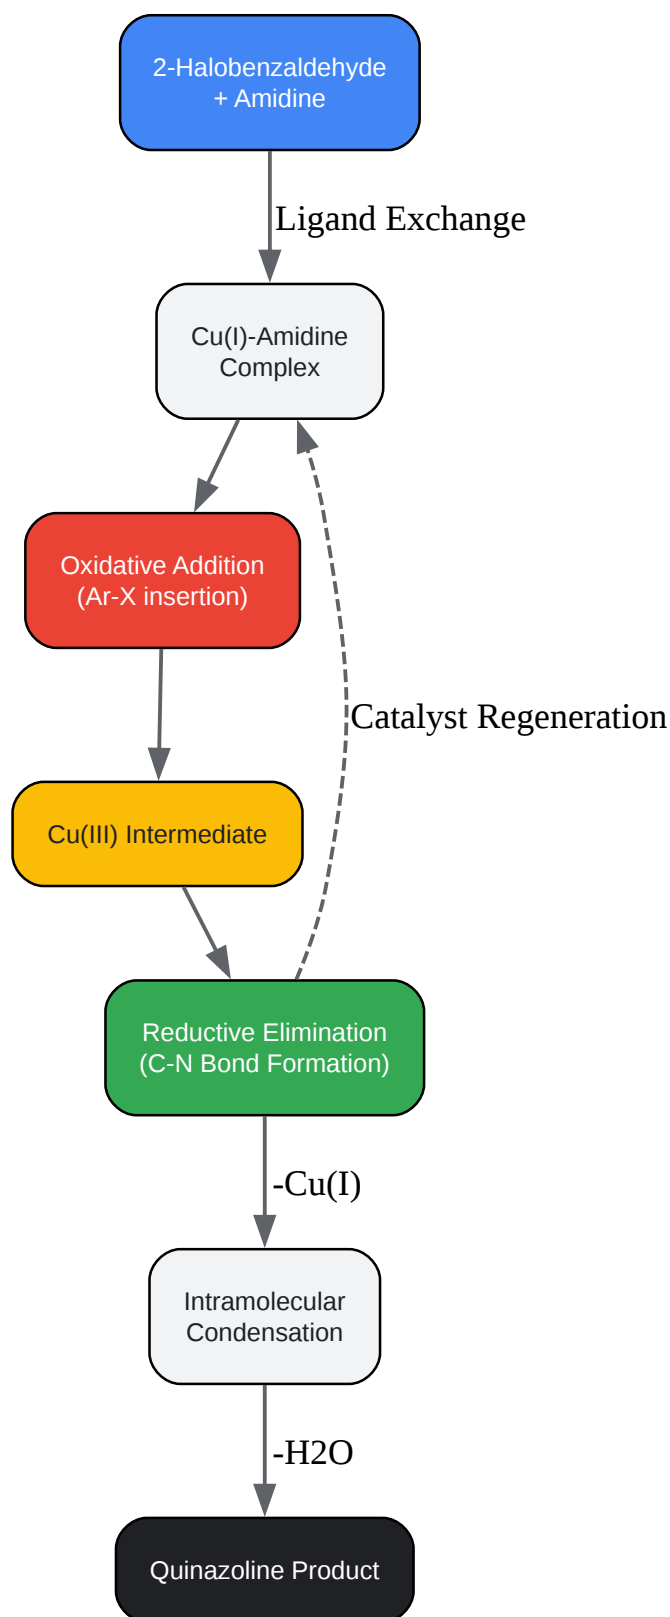 2-Halobenzaldehyde
+ Amidine
Ligand Exchange
Cu(I)-Amidine
Complex
Oxidative Addition
(Ar-X insertion)
Catalyst Regeneration
Cu(III) Intermediate
Reductive Elimination
(C-N Bond Formation)
-Cu(I)
Intramolecular
Condensation
-H2O
Quinazoline Product